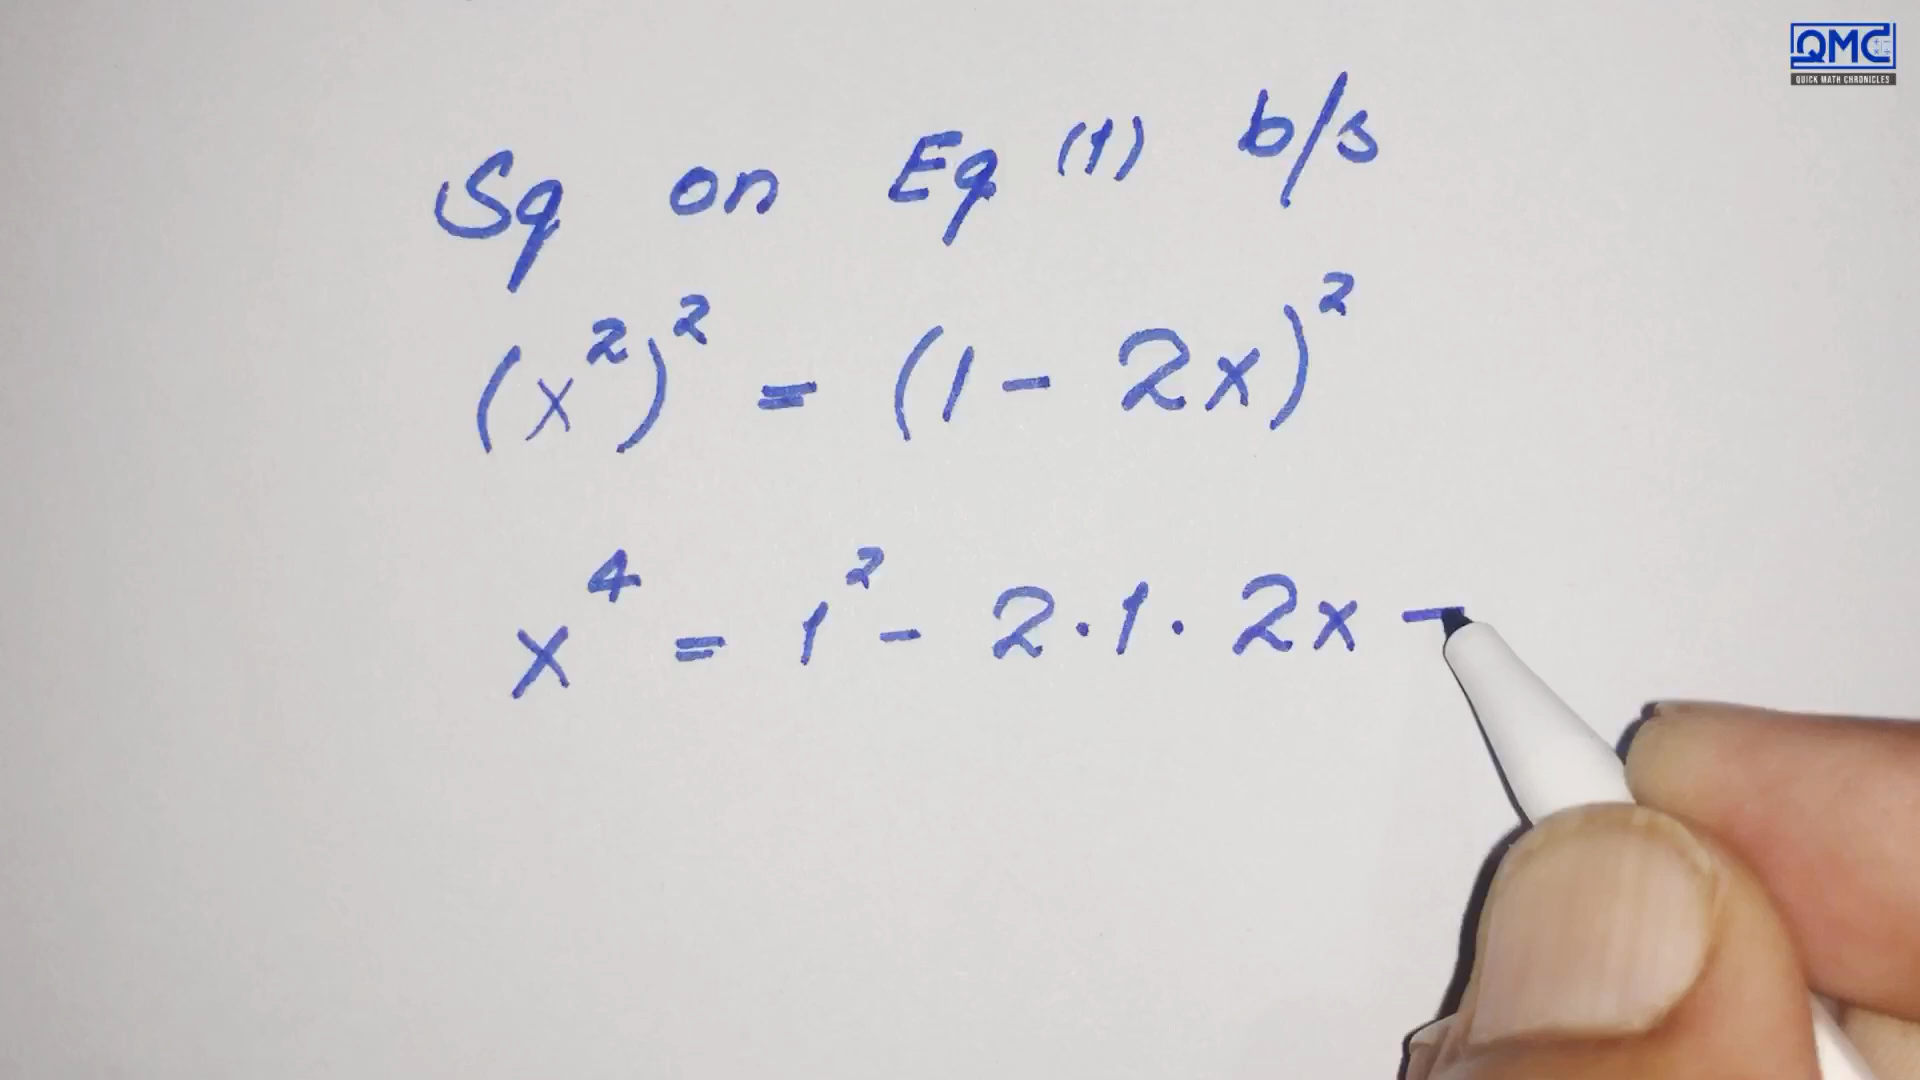 QMC
QUICK MATH CHRONICLES
Sq on Eq (1) b/s
(x²)² = (1 - 2x)²
x⁴ = 1² - 2·1·2x -